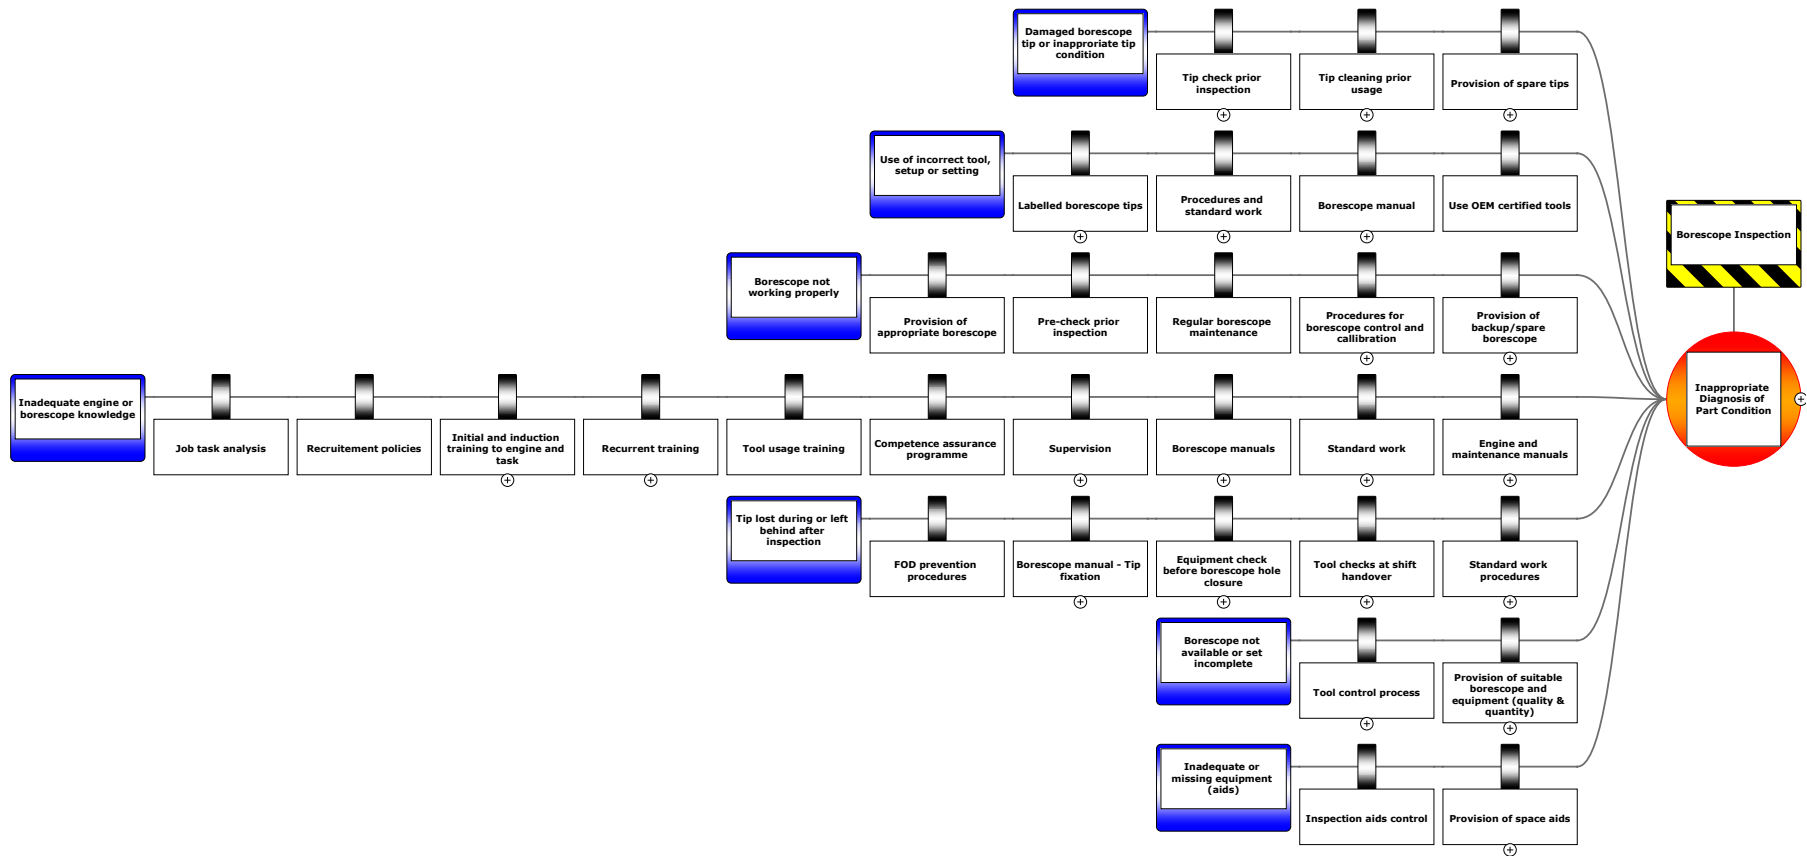 Damaged borescope
tip or inapproriate tip
condition
Tip check prior
inspection
Tip cleaning prior
usage
Provision of spare tips
Use of incorrect tool,
setup or setting
Labelled borescope tips
Procedures and
standard work
Borescope manual
Use OEM certified tools
Borescope Inspection
Borescope not
working properly
Provision of
appropriate borescope
Pre-check prior
inspection
Regular borescope
maintenance
Procedures for
borescope control and
callibration
Provision of
backup/spare
borescope
Inadequate engine or
borescope knowledge
Job task analysis
Recruitement policies
Initial and induction
training to engine and
task
Recurrent training
Tool usage training
Competence assurance
programme
Supervision
Borescope manuals
Standard work
Engine and
maintenance manuals
Inappropriate
Diagnosis of
Part Condition
Tip lost during or left
behind after
inspection
FOD prevention
procedures
Borescope manual - Tip
fixation
Equipment check
before borescope hole
closure
Tool checks at shift
handover
Standard work
procedures
Borescope not
available or set
incomplete
Tool control process
Provision of suitable
borescope and
equipment (quality &
quantity)
Inadequate or
missing equipment
(aids)
Inspection aids control
Provision of space aids